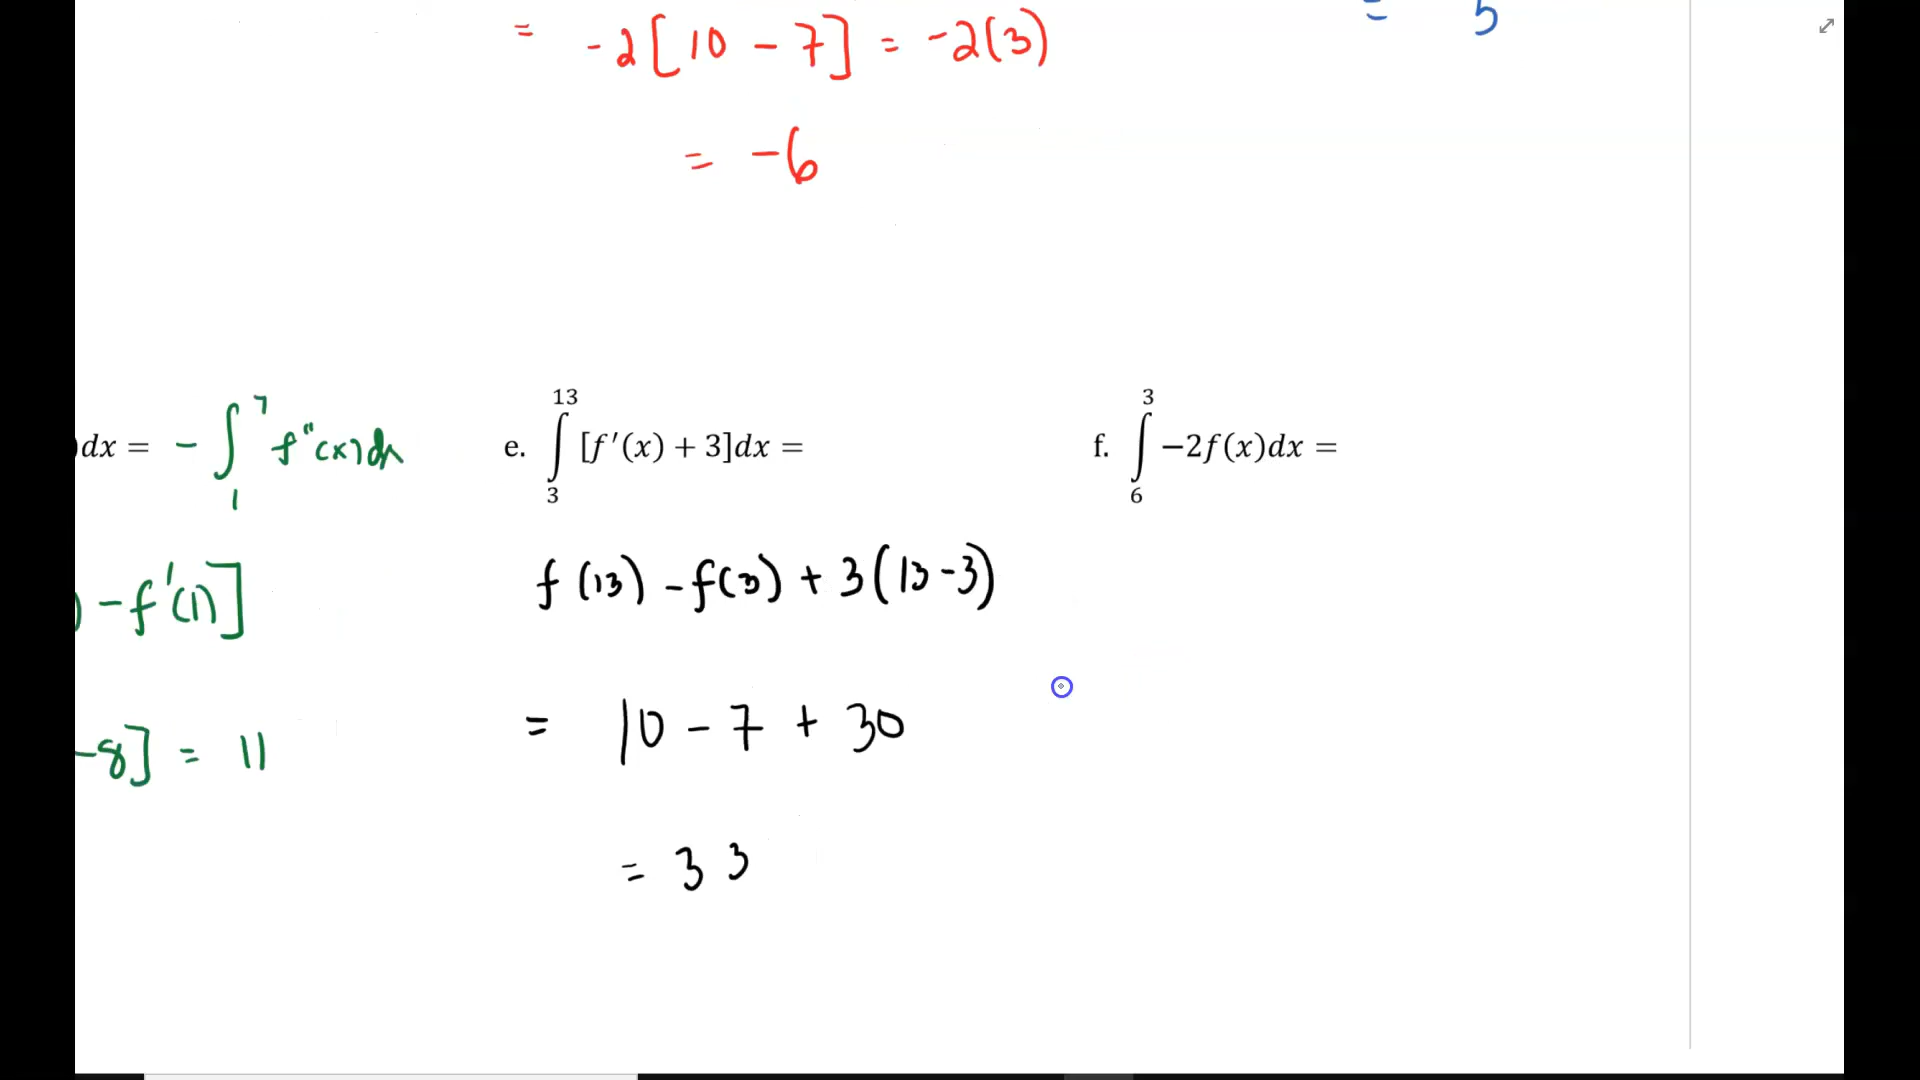 = -2[10 - 7] = -2(3)
= 5
= -6
)dx = - ∫₁⁷ f''(x)dx
) - f'(1)]
-8] = 11
e. ∫₃¹³ [f'(x) + 3]dx =
f(13) - f(3) + 3(13-3)
= 10 - 7 + 30
= 33
f. ∫₆³ −2f(x)dx =